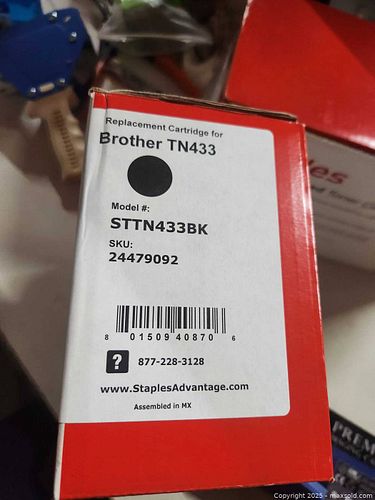 Replacement Cartridge for
Brother TN433
Model #:
STTN433BK
SKU:
24479092
8 01509 40870 6
? 877-228-3128
www.StaplesAdvantage.com
Assembled in MX
PREM
Copyright 2025 - maxsold.com